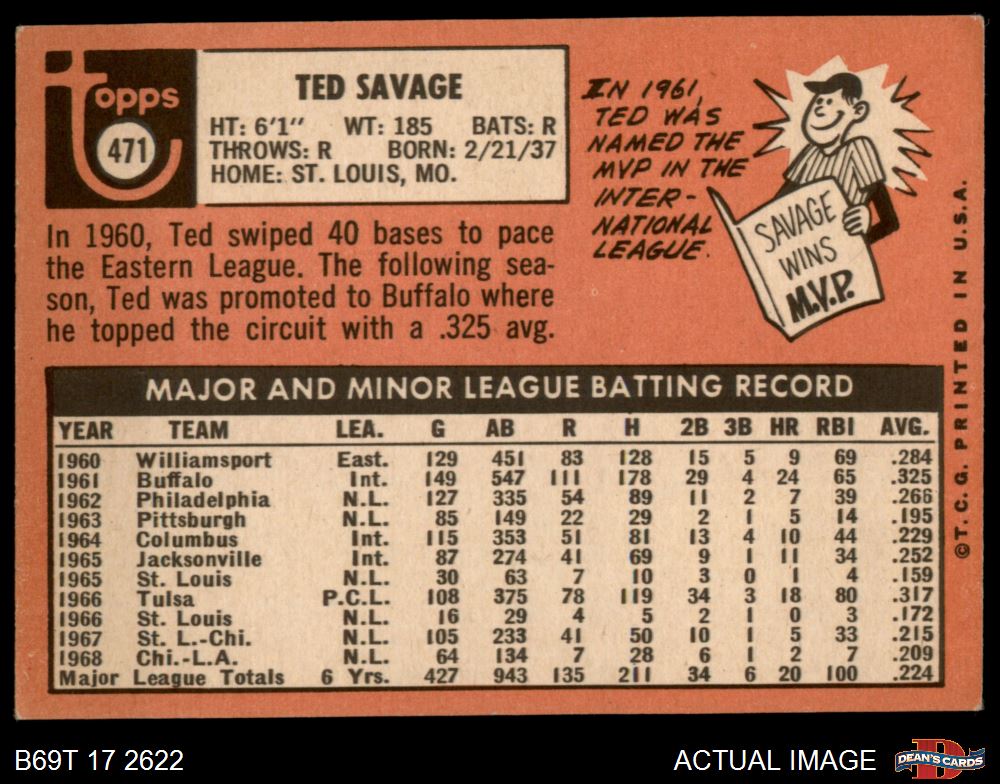 topps
471
TED SAVAGE
HT: 6'1" WT: 185 BATS: R
THROWS: R BORN: 2/21/37
HOME: ST. LOUIS, MO.
In 1960, Ted swiped 40 bases to pace
the Eastern League. The following sea-
son, Ted was promoted to Buffalo where
he topped the circuit with a .325 avg.
IN 1961,
TED WAS
NAMED THE
MVP IN THE
INTER-
NATIONAL
LEAGUE.
SAVAGE
WINS
M.V.P.
MAJOR AND MINOR LEAGUE BATTING RECORD
YEAR TEAM LEA. G AB R H 2B 3B HR RBI AVG.
1960 Williamsport East. 129 451 83 128 15 5 9 69 .284
1961 Buffalo Int. 149 547 111 178 29 4 24 65 .325
1962 Philadelphia N.L. 127 335 54 89 11 2 7 39 .266
1963 Pittsburgh N.L. 85 149 22 29 2 1 5 14 .195
1964 Columbus Int. 115 353 51 81 13 4 10 44 .229
1965 Jacksonville Int. 87 274 41 69 9 1 11 34 .252
1965 St. Louis N.L. 30 63 7 10 3 0 1 4 .159
1966 Tulsa P.C.L. 108 375 78 119 34 3 18 80 .317
1966 St. Louis N.L. 16 29 4 5 2 1 0 3 .172
1967 St. L.-Chi. N.L. 105 233 41 50 10 1 5 33 .215
1968 Chi.-L.A. N.L. 64 134 7 28 6 1 2 7 .209
Major League Totals 6 Yrs. 427 943 135 211 34 6 20 100 .224
©T.C.G. PRINTED IN U.S.A.
B69T 17 2622
ACTUAL IMAGE
DEAN'S CARDS